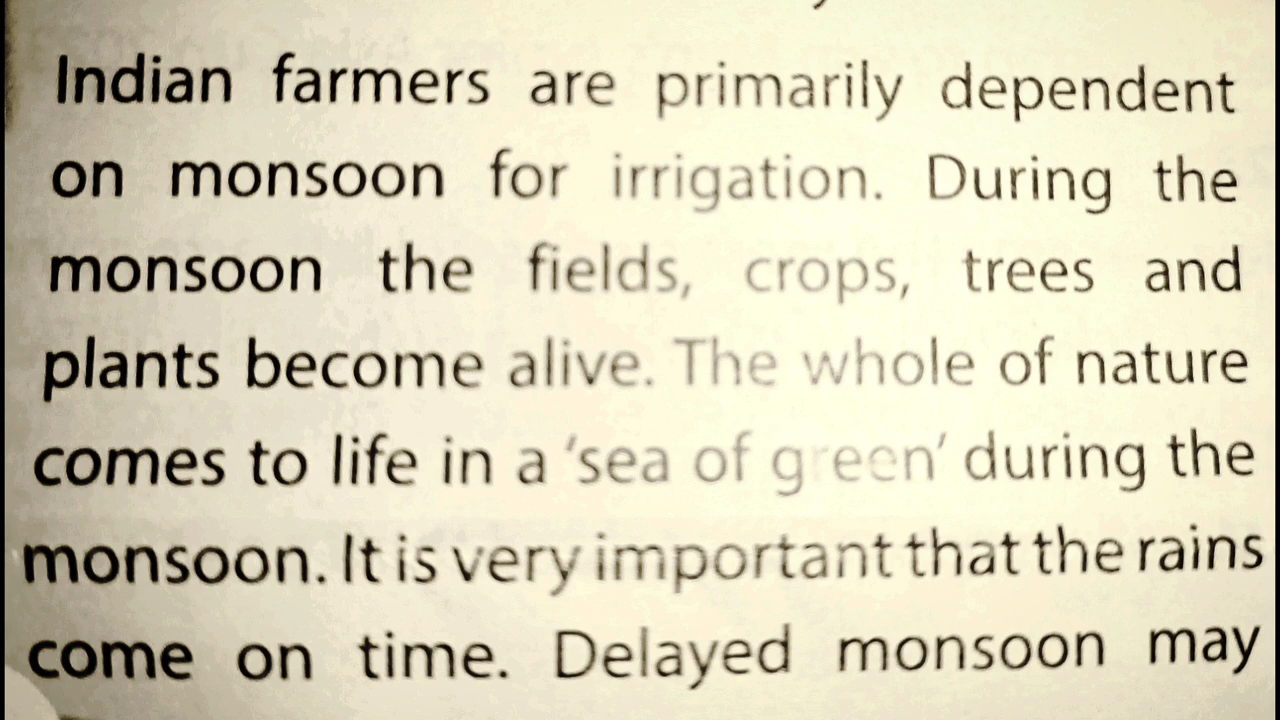 Indian farmers are primarily dependent
on monsoon for irrigation. During the
monsoon the fields, crops, trees and
plants become alive. The whole of nature
comes to life in a 'sea of green' during the
monsoon. It is very important that the rains
come on time. Delayed monsoon may